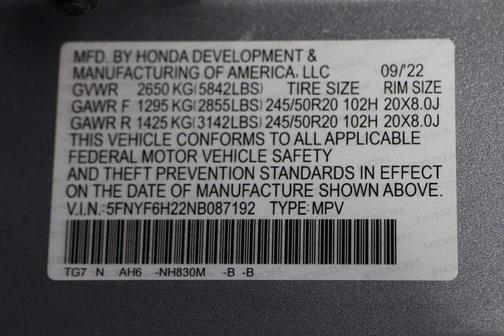 MFD. BY HONDA DEVELOPMENT &
MANUFACTURING OF AMERICA, LLC 09/'22
GVWR 2650 KG(5842LBS) TIRE SIZE RIM SIZE
GAWR F 1295 KG(2855LBS) 245/50R20 102H 20X8.0J
GAWR R 1425 KG(3142LBS) 245/50R20 102H 20X8.0J
THIS VEHICLE CONFORMS TO ALL APPLICABLE
FEDERAL MOTOR VEHICLE SAFETY
AND THEFT PREVENTION STANDARDS IN EFFECT
ON THE DATE OF MANUFACTURE SHOWN ABOVE.
V.I.N.: 5FNYF6H22NB087192 TYPE: MPV
TG7 N AH6 -NH830M -B -B